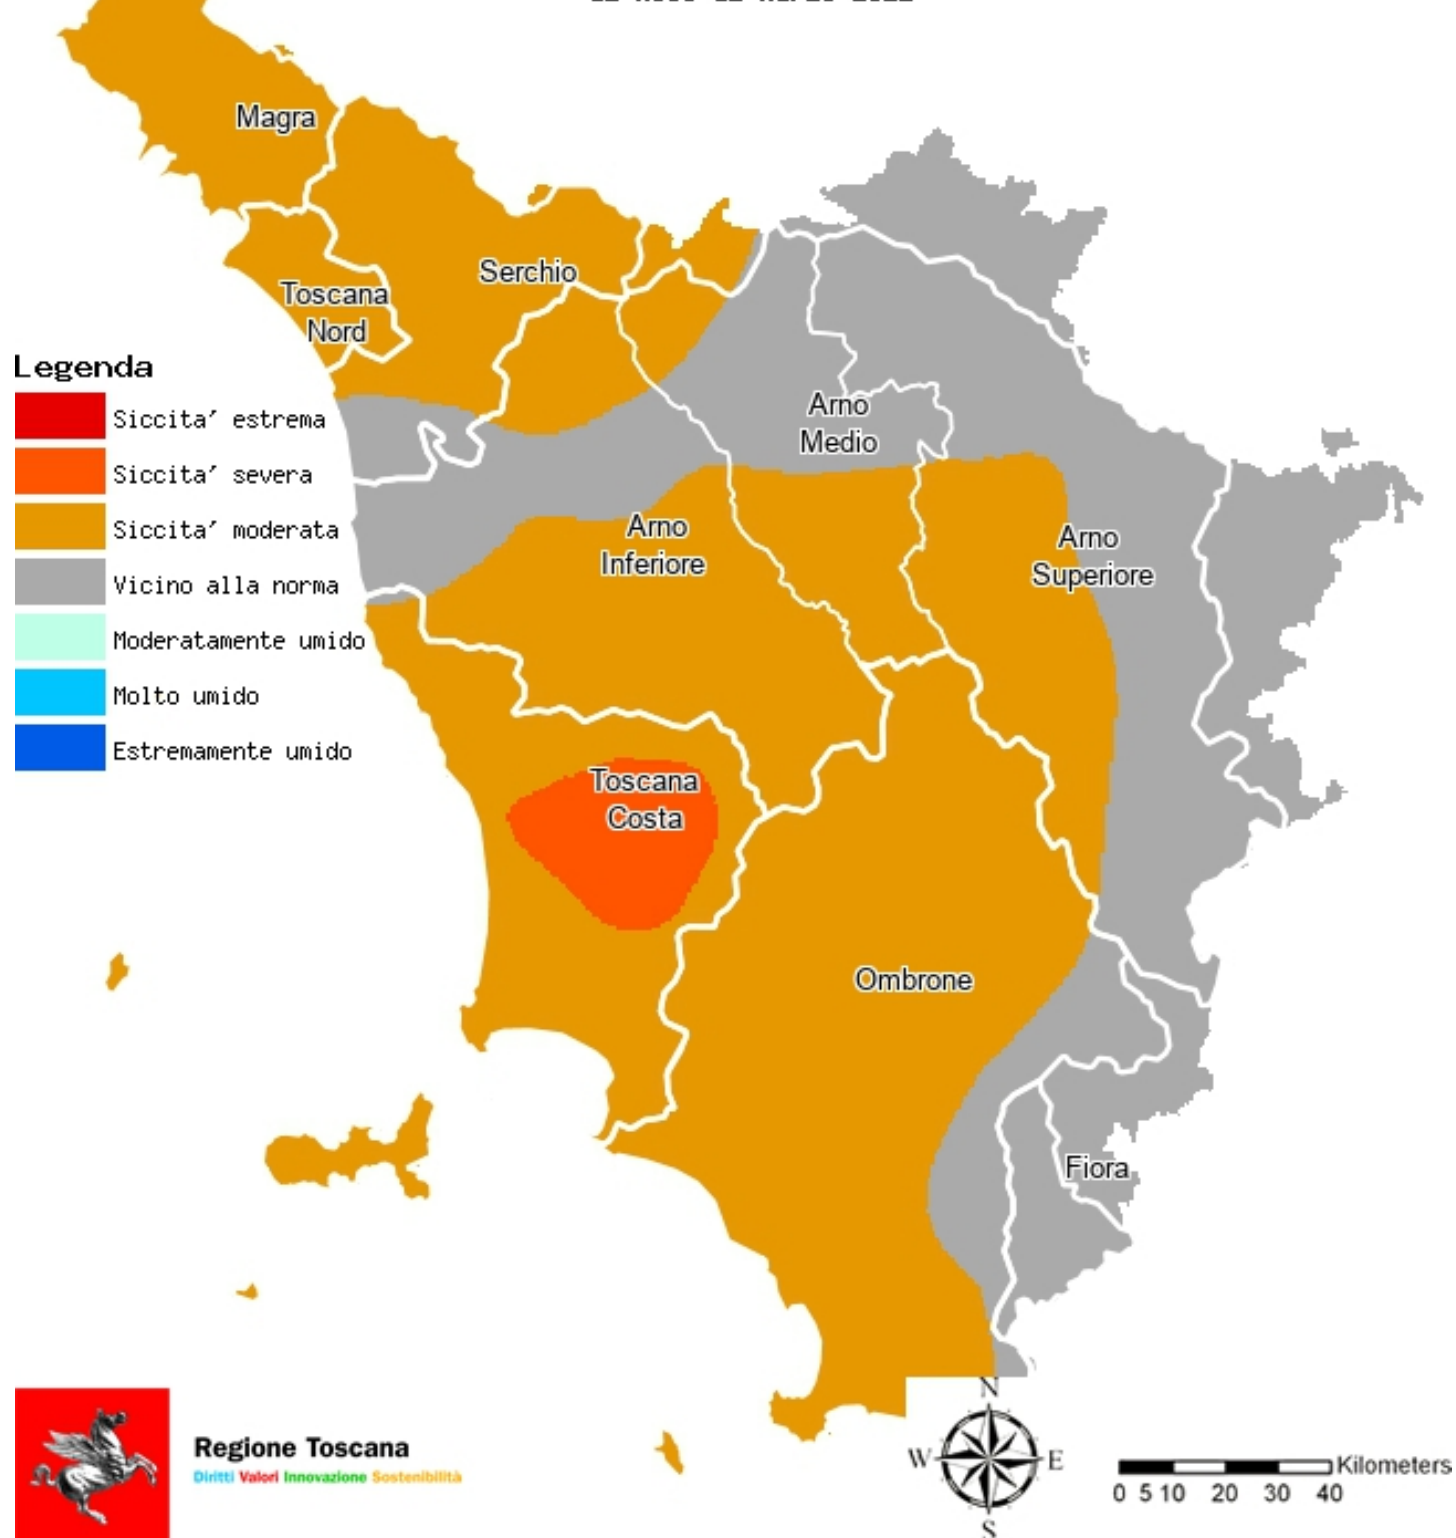 Magra
Serchio
Toscana
Nord
Legenda
Siccita' estrema
Siccita' severa
Siccita' moderata
Vicino alla norma
Moderatamente umido
Molto umido
Estremamente umido
Arno
Medio
Arno
Inferiore
Arno
Superiore
Toscana
Costa
Ombrone
Fiora
Regione Toscana
Diritti Valori Innovazione Sostenibilità
N
W E
S
Kilometers
0 5 10 20 30 40